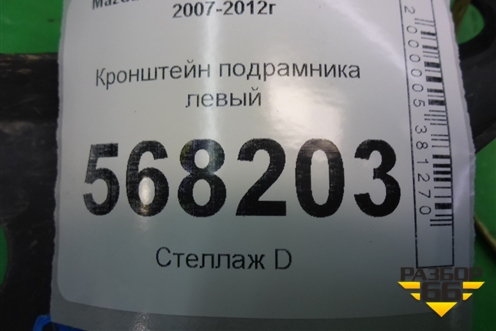 2007-2012г
Кронштейн подрамника
левый
568203
Стеллаж D
2000005381270
РАЗБОР
66